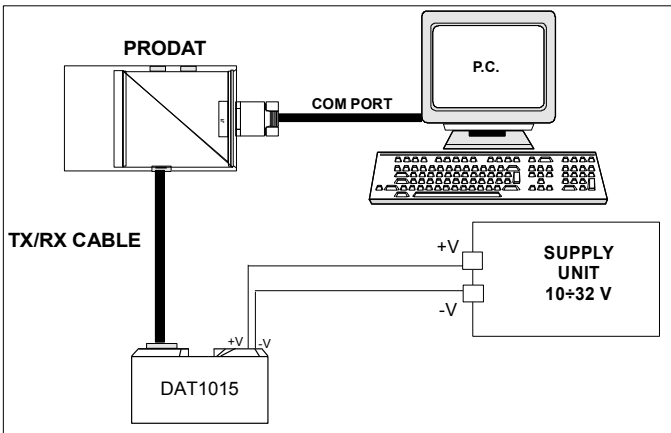 PRODAT
P.C.
COM PORT
TX/RX CABLE
+V
SUPPLY
UNIT
10÷32 V
-V
+V -V
DAT1015